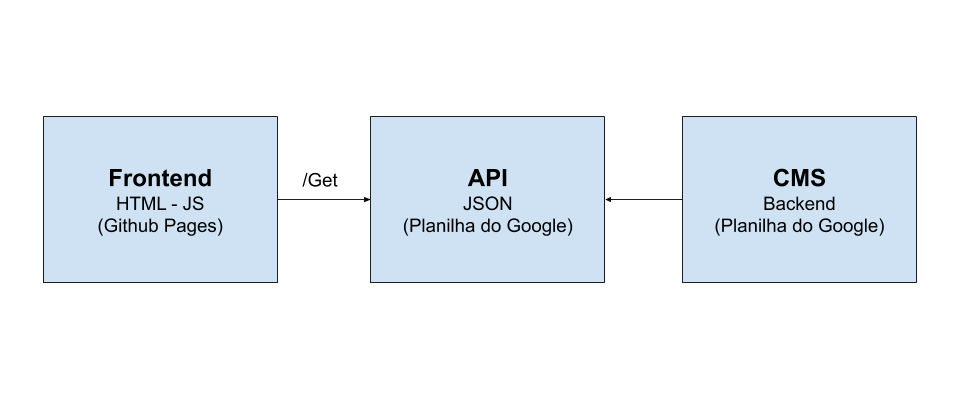 Frontend
HTML - JS
(Github Pages)
/Get
API
JSON
(Planilha do Google)
CMS
Backend
(Planilha do Google)